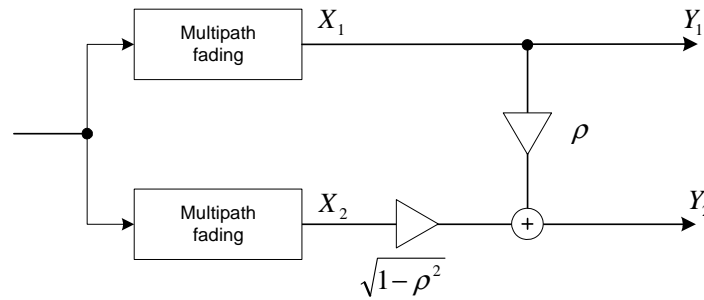 Multipath
fading
X₁
Y₁
ρ
Multipath
fading
X₂
+
Y₂
√(1−ρ²)